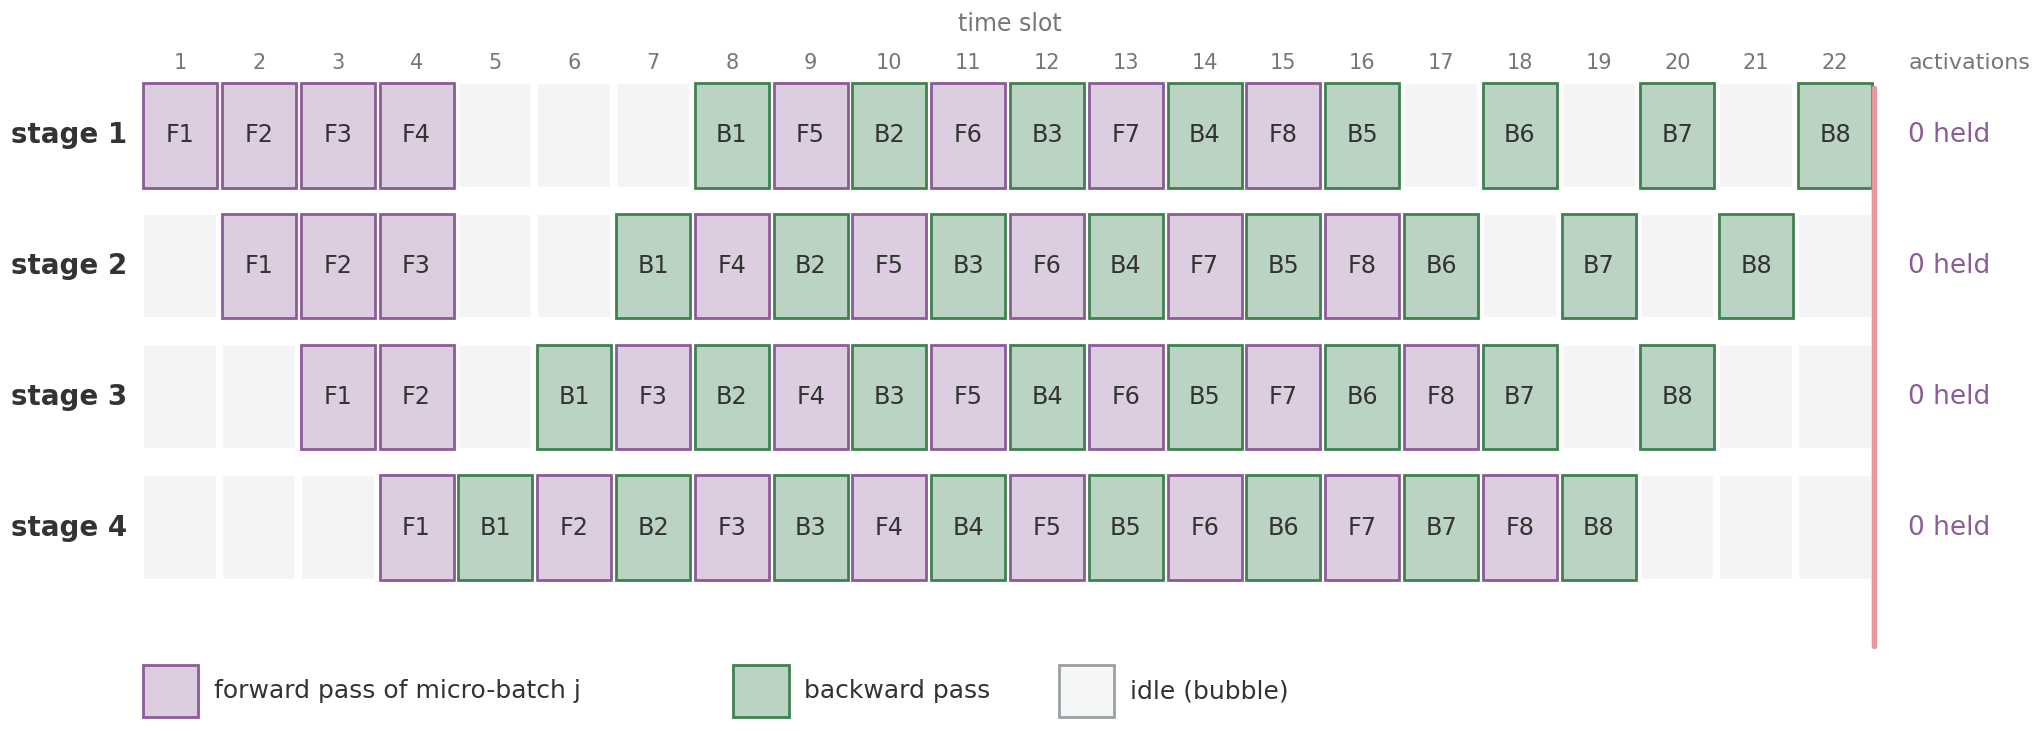 time slot
1 2 3 4 5 6 7 8 9 10 11 12 13 14 15 16 17 18 19 20 21 22 activations
stage 1 F1 F2 F3 F4 B1 F5 B2 F6 B3 F7 B4 F8 B5 B6 B7 B8 0 held
stage 2 F1 F2 F3 B1 F4 B2 F5 B3 F6 B4 F7 B5 F8 B6 B7 B8 0 held
stage 3 F1 F2 B1 F3 B2 F4 B3 F5 B4 F6 B5 F7 B6 F8 B7 B8 0 held
stage 4 F1 B1 F2 B2 F3 B3 F4 B4 F5 B5 F6 B6 F7 B7 F8 B8 0 held
forward pass of micro-batch j backward pass idle (bubble)